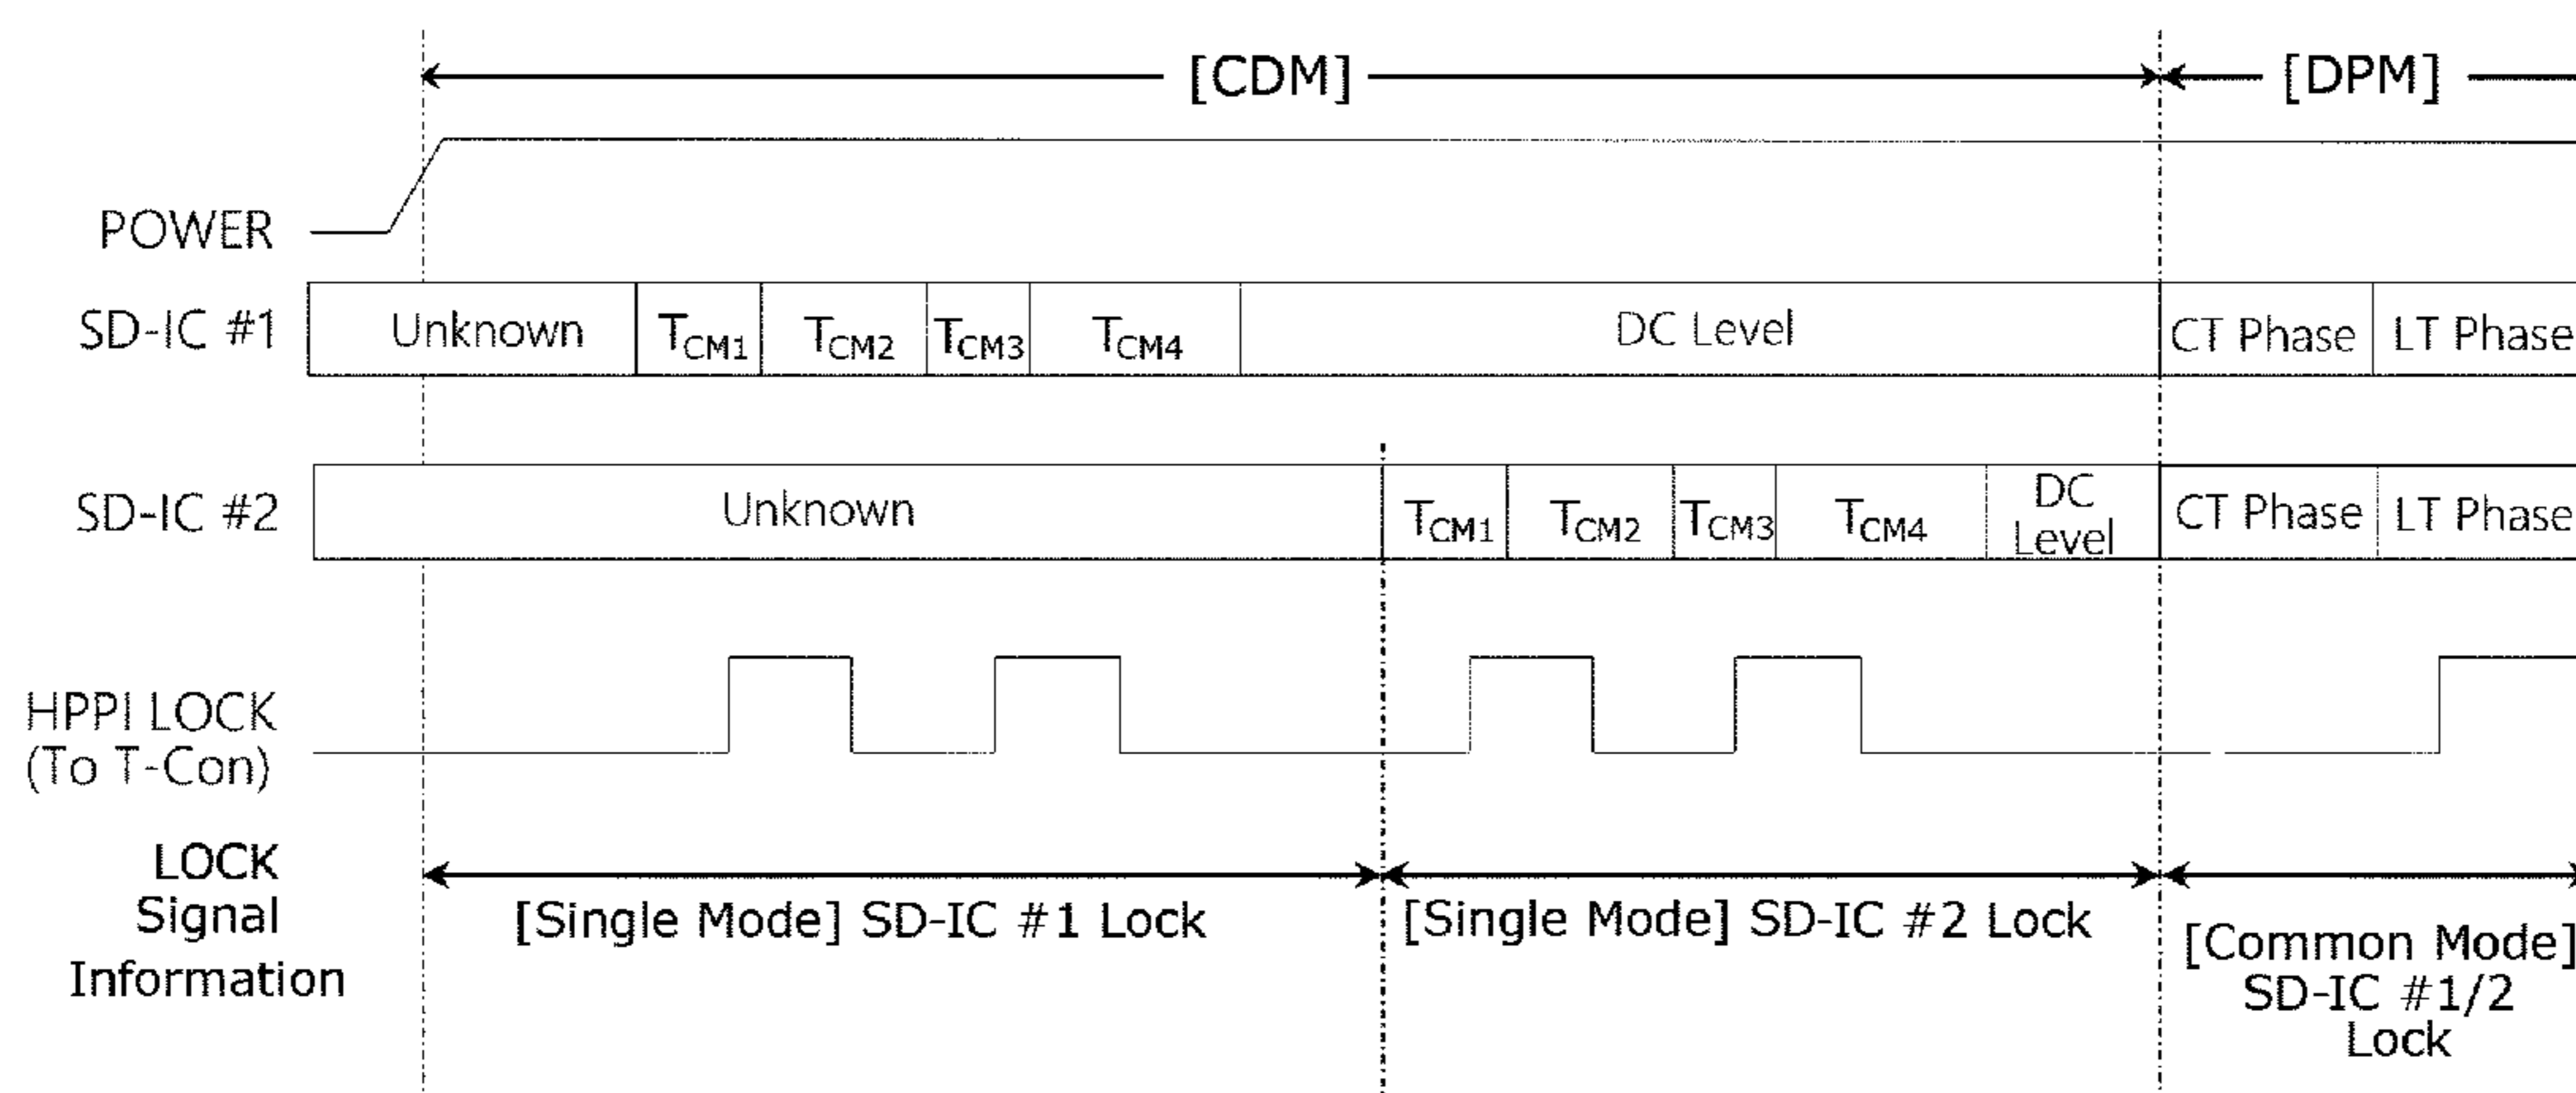 [CDM] [DPM]
POWER
SD-IC #1 Unknown TCM1 TCM2 TCM3 TCM4 DC Level CT Phase LT Phase
SD-IC #2 Unknown TCM1 TCM2 TCM3 TCM4 DC Level CT Phase LT Phase
HPPI LOCK
(To T-Con)
LOCK
Signal
Information
[Single Mode] SD-IC #1 Lock
[Single Mode] SD-IC #2 Lock
[Common Mode]
SD-IC #1/2
Lock